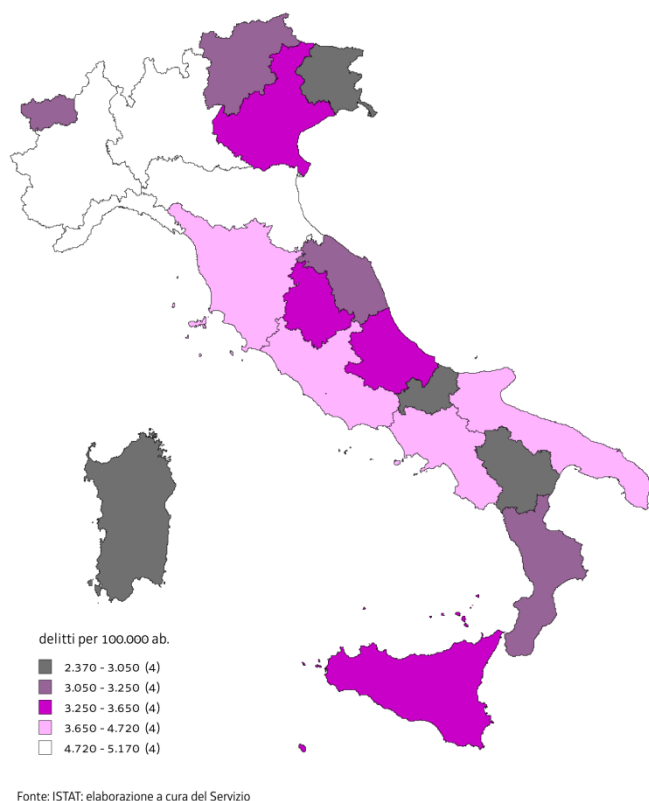 delitti per 100.000 ab.
2.370 - 3.050 (4)
3.050 - 3.250 (4)
3.250 - 3.650 (4)
3.650 - 4.720 (4)
4.720 - 5.170 (4)
Fonte: ISTAT: elaborazione a cura del Servizio